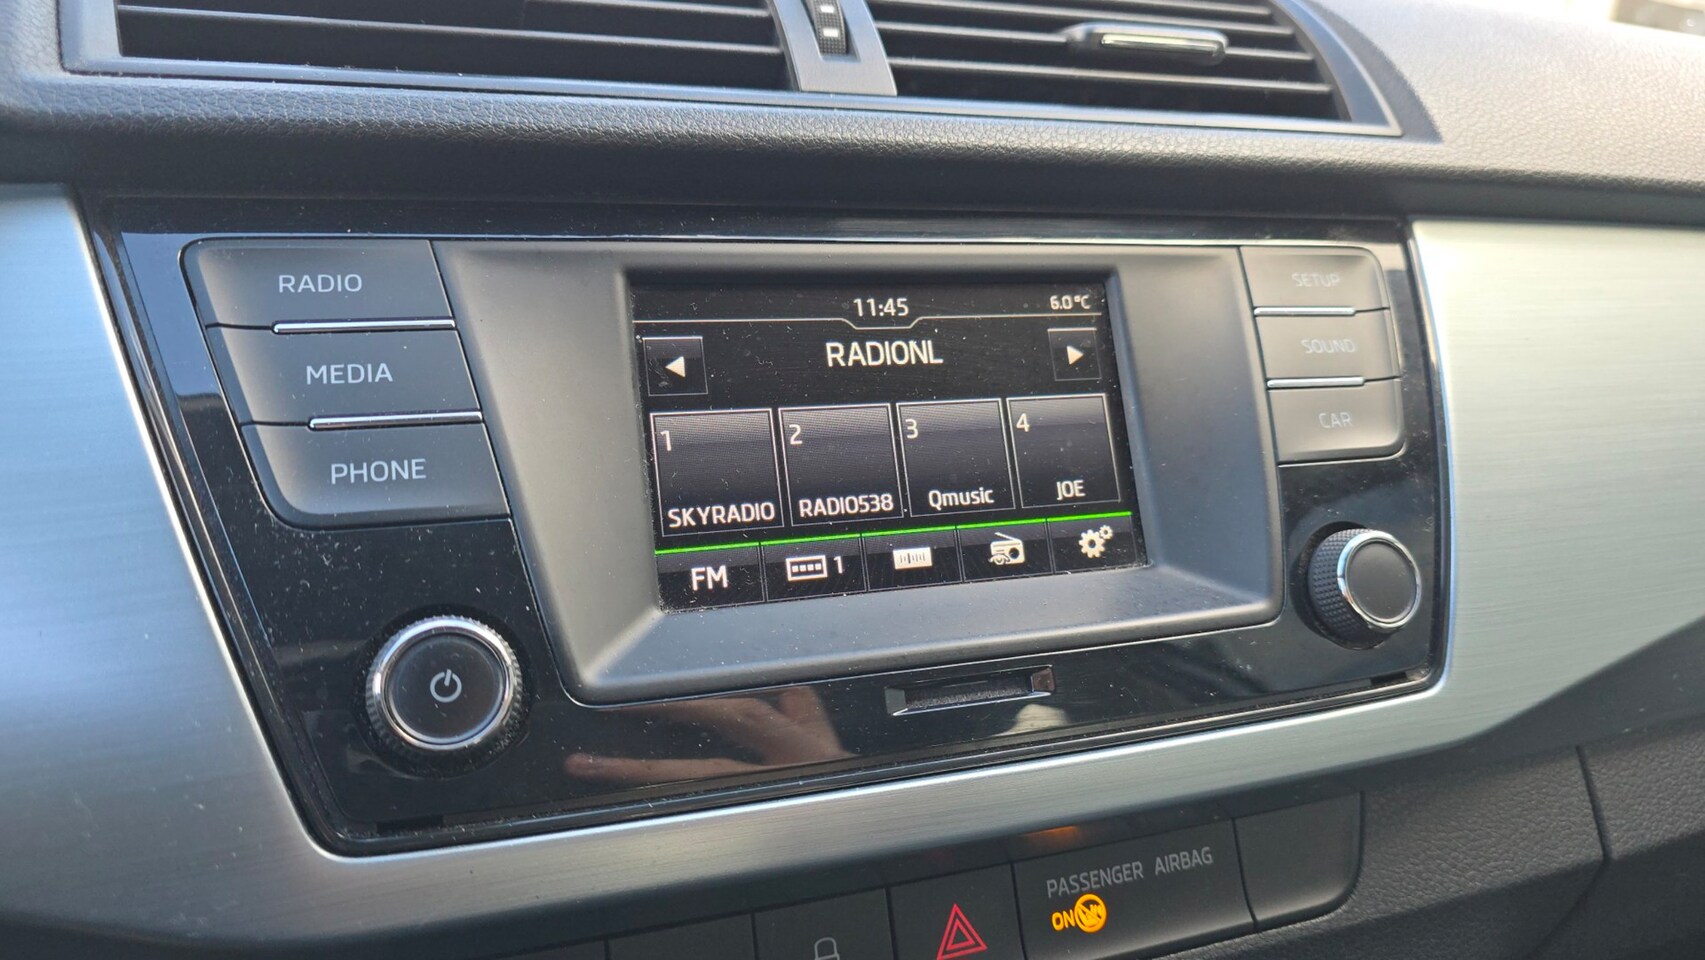 RADIO
MEDIA
PHONE
11:45
6.0°C
RADIONL
1
SKYRADIO
2
RADIO538
3
Qmusic
4
JOE
FM
1
SETUP
SOUND
CAR
PASSENGER AIRBAG
ON